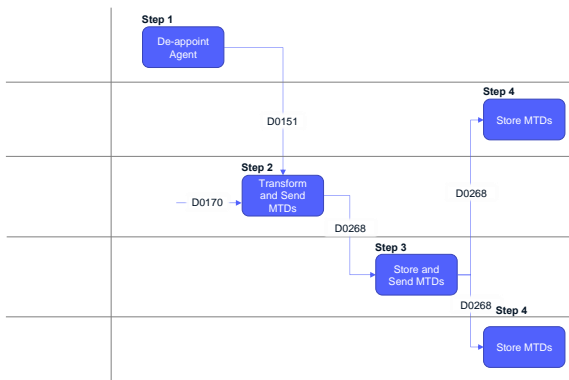 Step 1
De-appoint
Agent
Step 4
Store MTDs
D0151
Step 2
Transform
and Send
MTDs
D0170
D0268
D0268
Step 3
Store and
Send MTDs
D0268
Step 4
Store MTDs